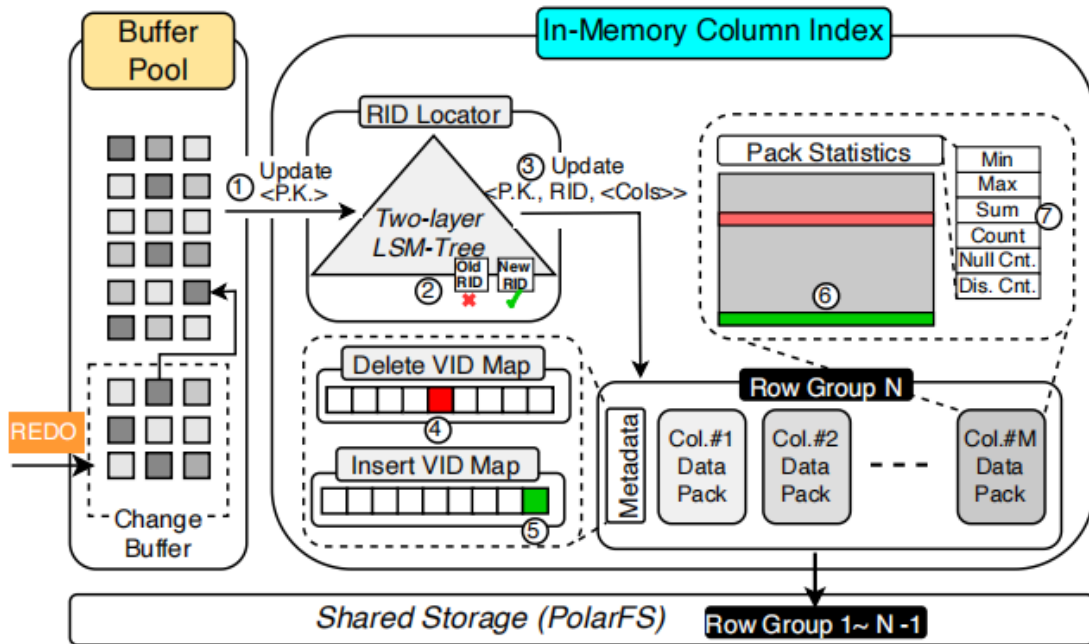 Buffer
Pool
In-Memory Column Index
RID Locator
① Update
<P.K.>
Two-layer
LSM-Tree
②
Old
RID
New
RID
③ Update
<P.K., RID, <Cols>>
Pack Statistics
Min
Max
Sum
Count
Null Cnt.
Dis. Cnt.
⑦
⑥
Delete VID Map
④
Insert VID Map
⑤
Row Group N
Metadata
Col.#1
Data
Pack
Col.#2
Data
Pack
Col.#M
Data
Pack
REDO
Change
Buffer
Shared Storage (PolarFS)
Row Group 1~ N -1